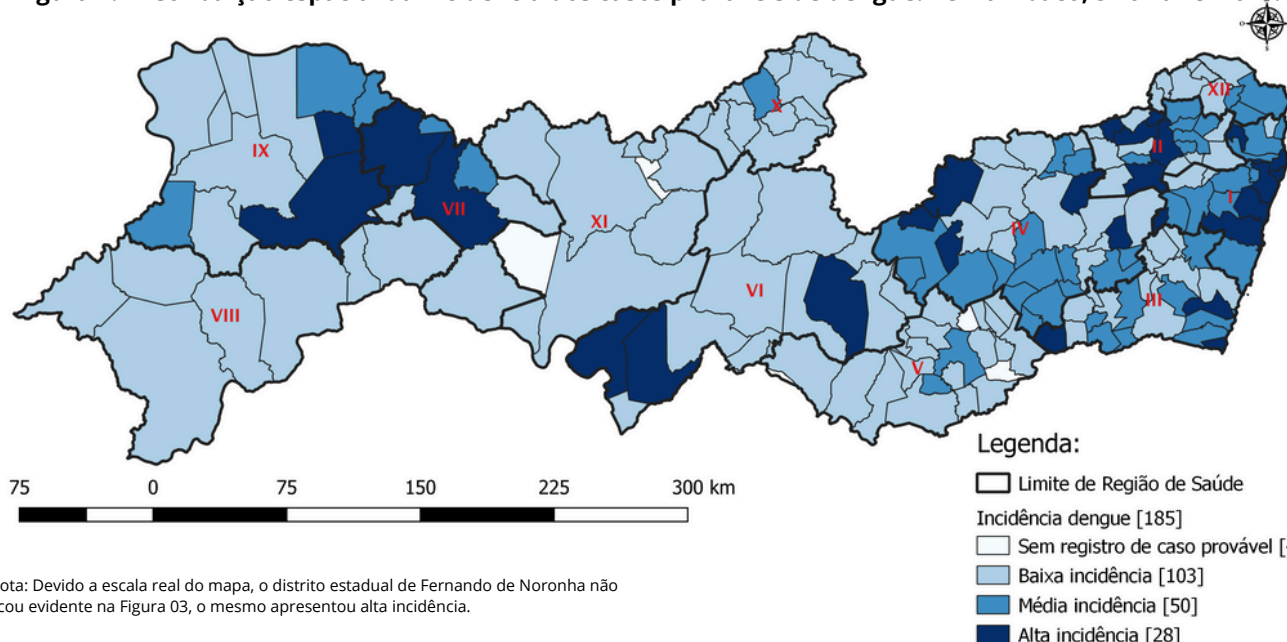 IX
VII
VIII
XI
X
VI
V
IV
III
II
I
XII
S
75 0 75 150 225 300 km
Legenda:
Limite de Região de Saúde
Incidência dengue [185]
Sem registro de caso provável [
Baixa incidência [103]
Média incidência [50]
Alta incidência [28]
ota: Devido a escala real do mapa, o distrito estadual de Fernando de Noronha não
cou evidente na Figura 03, o mesmo apresentou alta incidência.